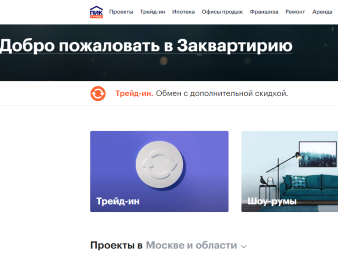 ПИК Проекты Трейд-ин Ипотека Офисы продаж Франшиза Ремонт Аренда
Добро пожаловать в Заквартирию
Трейд-ин. Обмен с дополнительной скидкой.
Трейд-ин
Шоу-румы
Проекты в Москве и области